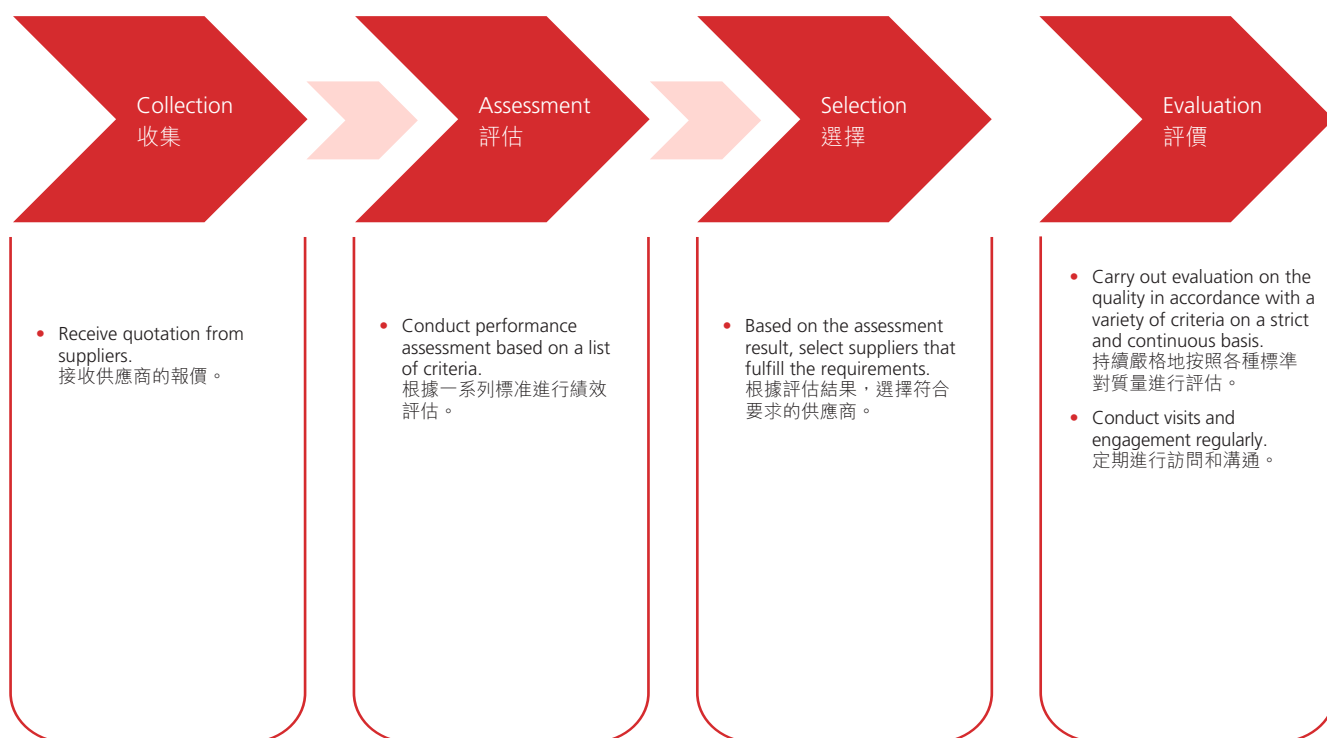 Collection
收集
Assessment
評估
Selection
選擇
Evaluation
評價
• Receive quotation from
suppliers.
接收供應商的報價。
• Conduct performance
assessment based on a list
of criteria.
根據一系列標准進行績效
評估。
• Based on the assessment
result, select suppliers that
fulfill the requirements.
根據評估結果，選擇符合
要求的供應商。
• Carry out evaluation on the
quality in accordance with a
variety of criteria on a strict
and continuous basis.
持續嚴格地按照各種標準
對質量進行評估。
• Conduct visits and
engagement regularly.
定期進行訪問和溝通。